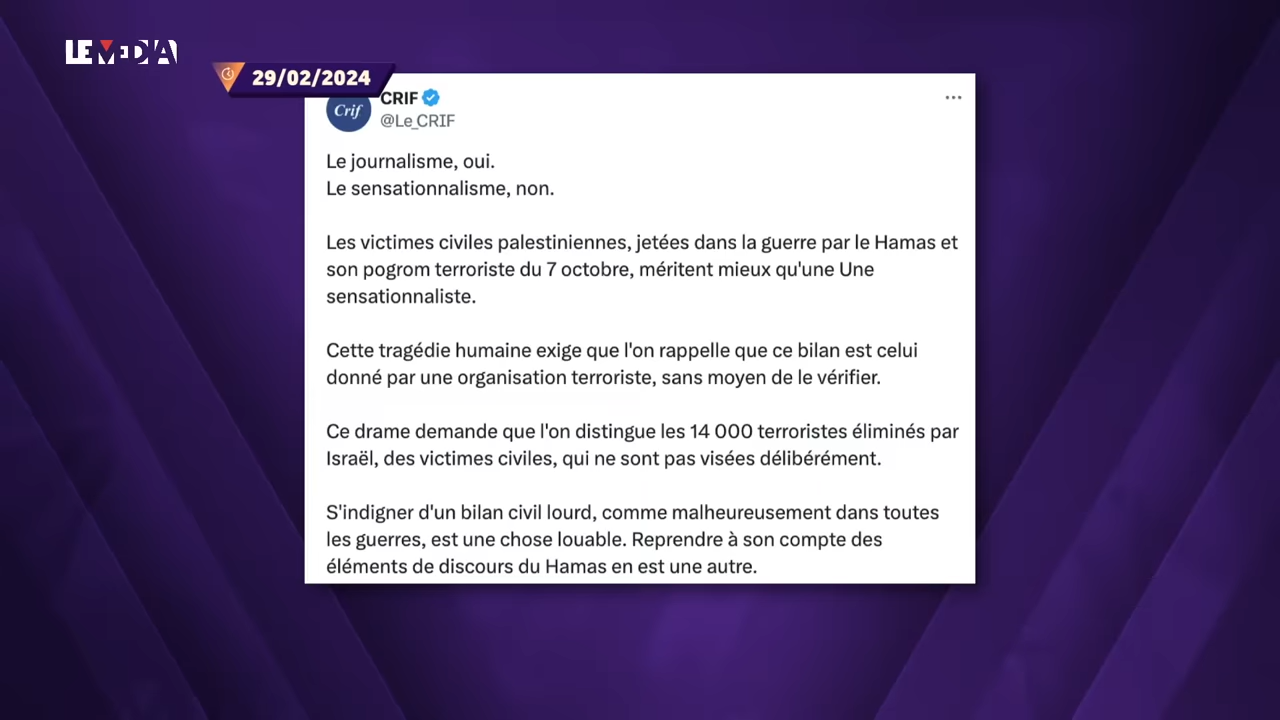 LEMEDIA
29/02/2024
CRIF
Crif
@Le_CRIF
Le journalisme, oui.
Le sensationnalisme, non.
Les victimes civiles palestiniennes, jetées dans la guerre par le Hamas et
son pogrom terroriste du 7 octobre, méritent mieux qu'une Une
sensationnaliste.
Cette tragédie humaine exige que l'on rappelle que ce bilan est celui
donné par une organisation terroriste, sans moyen de le vérifier.
Ce drame demande que l'on distingue les 14 000 terroristes éliminés par
Israël, des victimes civiles, qui ne sont pas visées délibérément.
S'indigner d'un bilan civil lourd, comme malheureusement dans toutes
les guerres, est une chose louable. Reprendre à son compte des
éléments de discours du Hamas en est une autre.